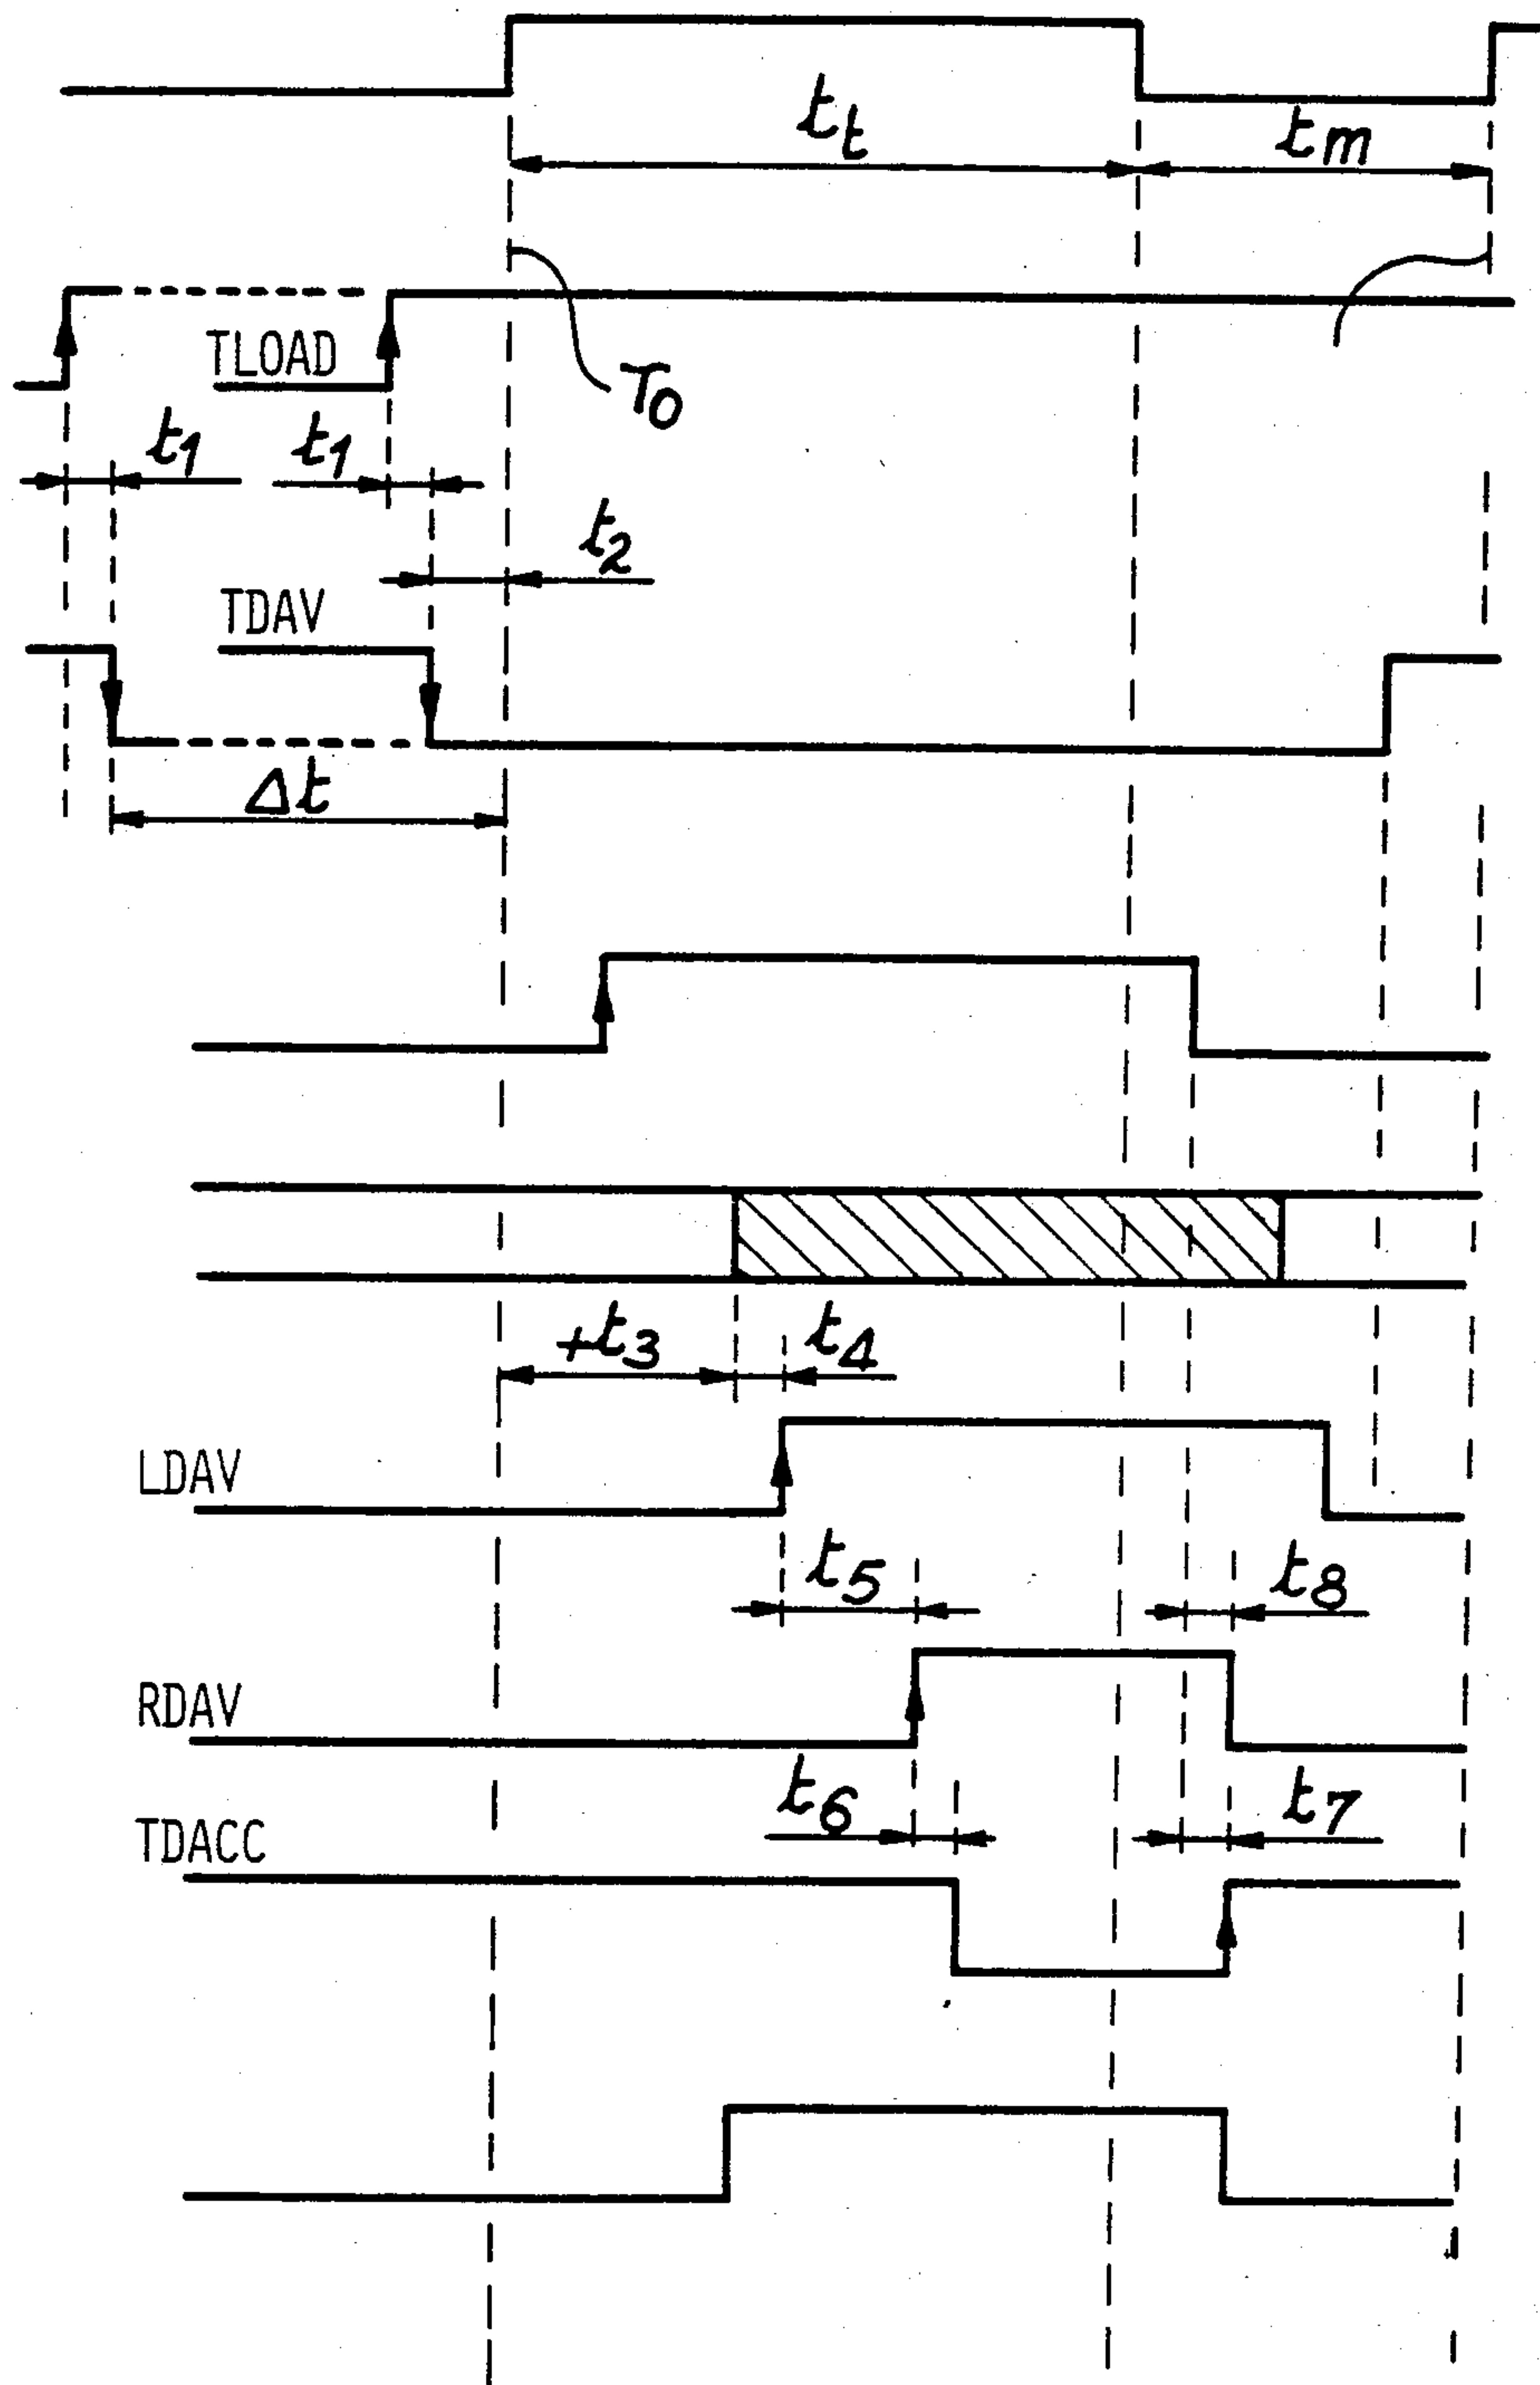 tt tm
TLOAD
T0
t1 t1
t2
TDAV
Δt
+t3 t4
LDAV
t5 t8
RDAV
t6 t7
TDACC